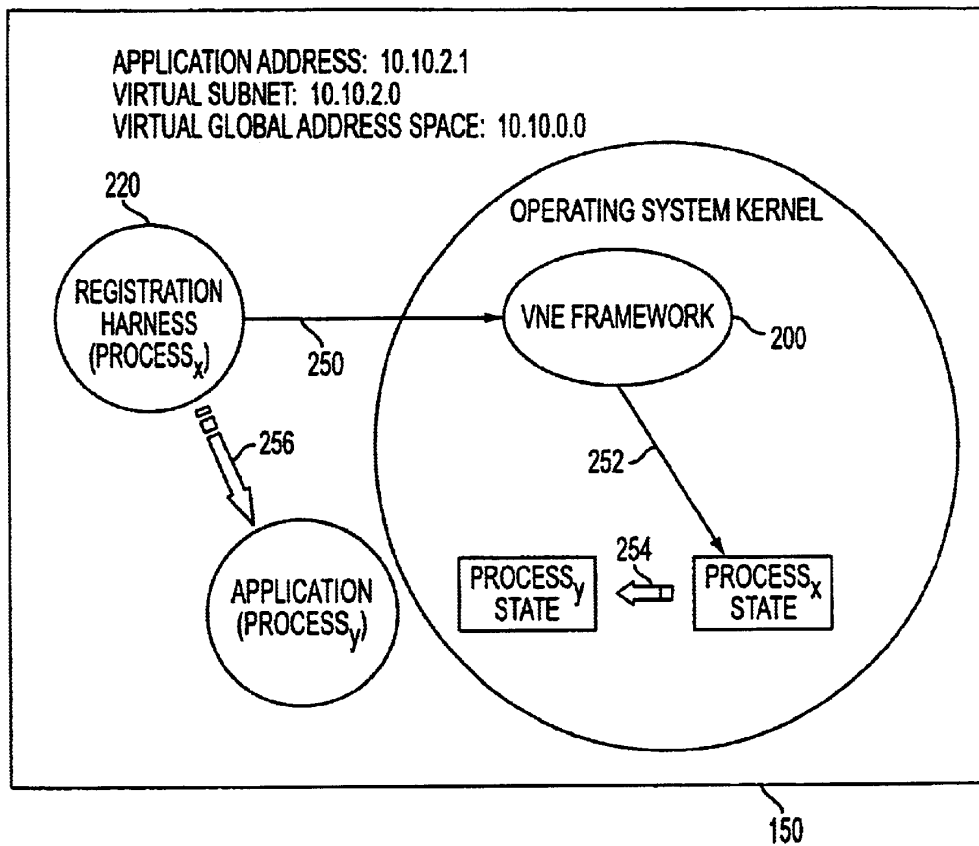 APPLICATION ADDRESS: 10.10.2.1
VIRTUAL SUBNET: 10.10.2.0
VIRTUAL GLOBAL ADDRESS SPACE: 10.10.0.0
220
OPERATING SYSTEM KERNEL
REGISTRATION
HARNESS
(PROCESSx)
250
VNE FRAMEWORK
200
256
252
254
APPLICATION
(PROCESSy)
PROCESSy
STATE
PROCESSx
STATE
150